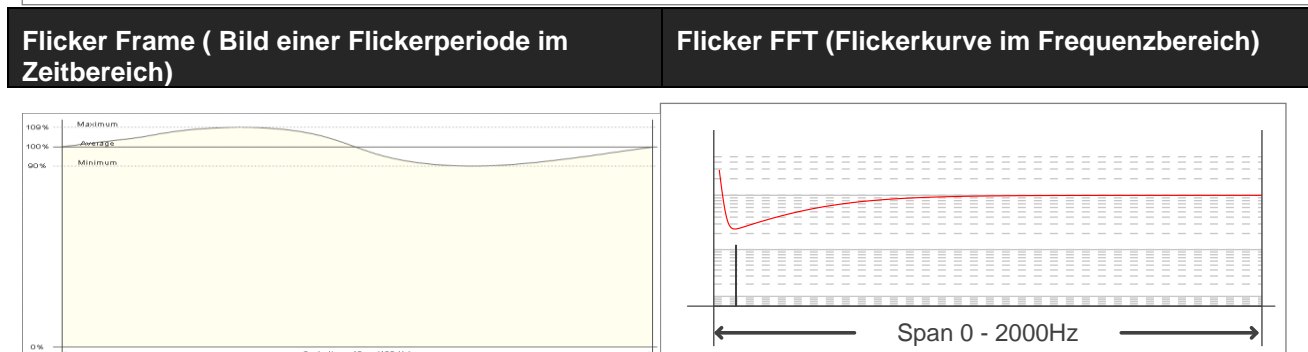 Flicker Frame ( Bild einer Flickerperiode im
Zeitbereich)
Flicker FFT (Flickerkurve im Frequenzbereich)
109%
Maximum
100%
Average
90%
Minimum
0%
Span 0 - 2000Hz